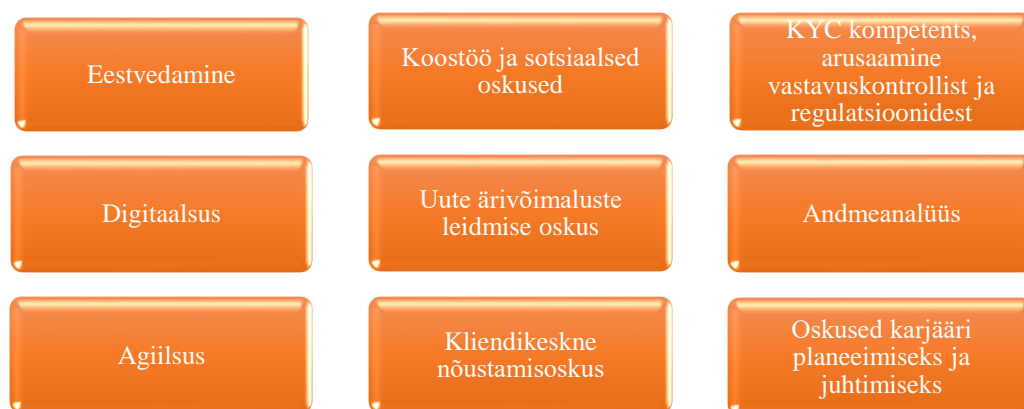 Eestvedamine
Koostöö ja sotsiaalsed
oskused
KYC kompetents,
arusaamine
vastavuskontrollist ja
regulatsioonidest
Digitaalsus
Uute ärivõimaluste
leidmise oskus
Andmeanalüüs
Agiilsus
Kliendikeskne
nõustamisoskus
Oskused karjääri
planeeimiseks ja
juhtimiseks